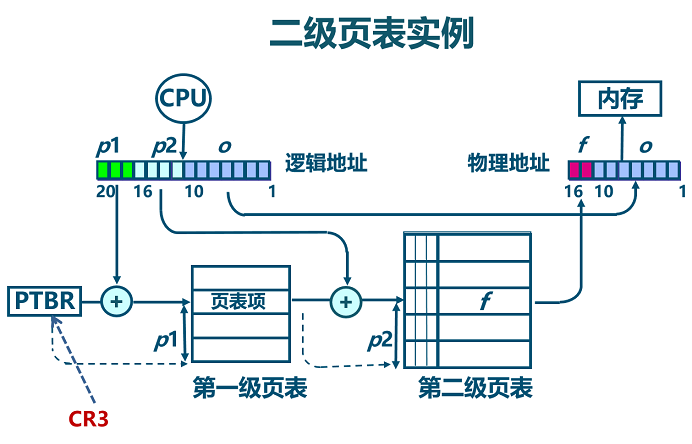 二级页表实例
CPU
内存
p1 p2 o
逻辑地址
物理地址
f o
20 16 10 1
16 10 1
PTBR
+
页表项
+
f
p1
p2
第一级页表
第二级页表
CR3